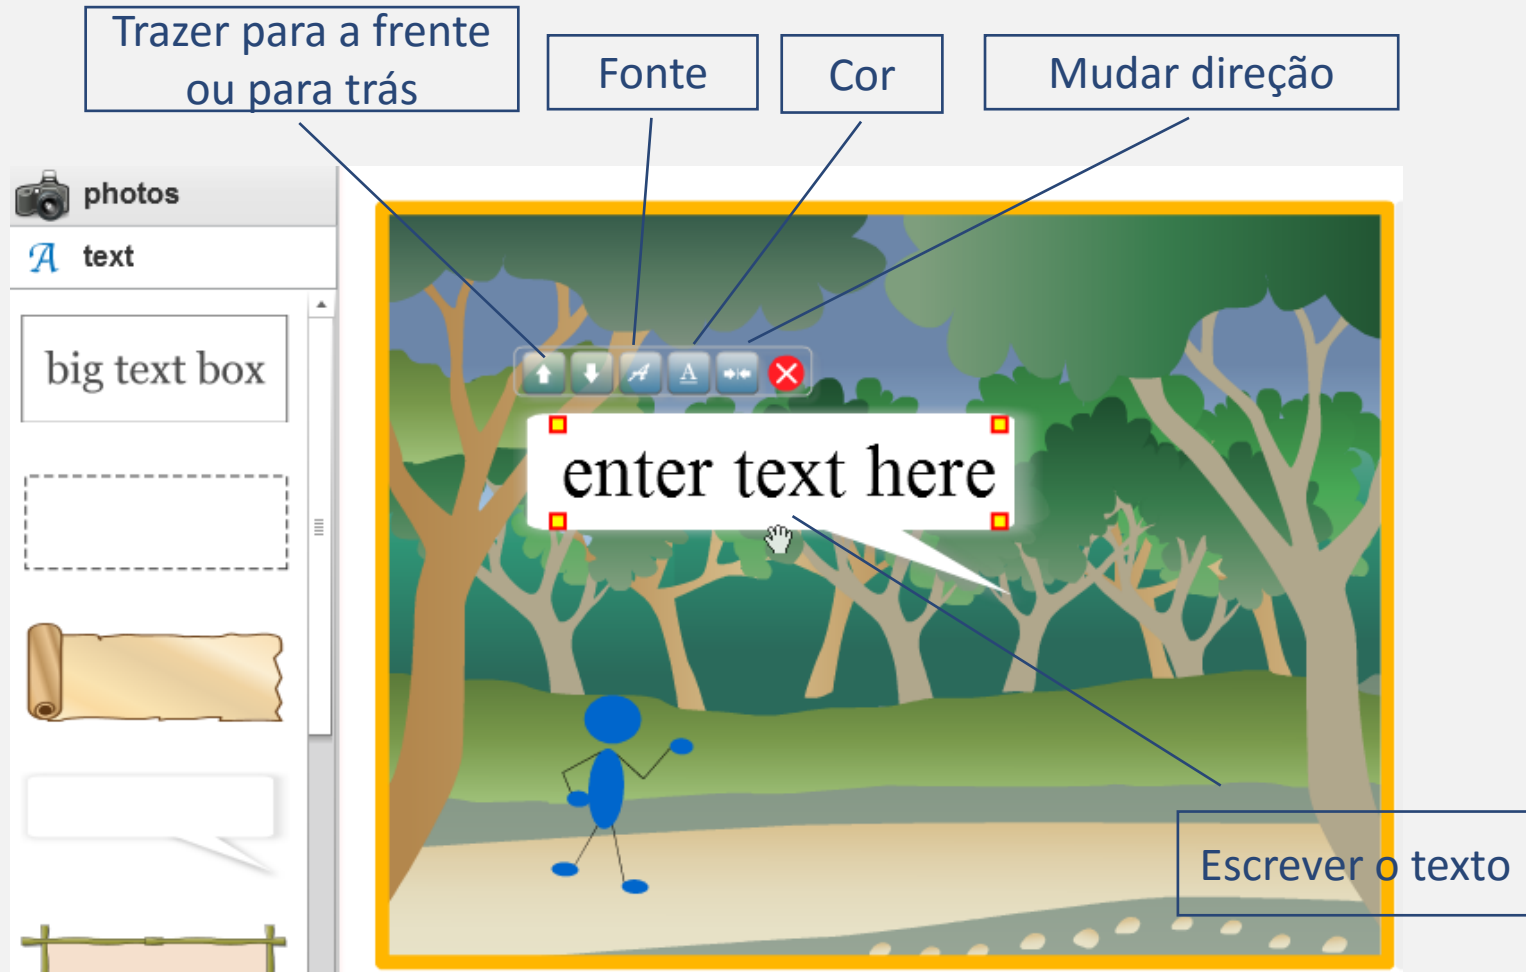 Trazer para a frente
ou para trás
Fonte
Cor
Mudar direção
photos
A text
big text box
A
A
enter text here
Escrever o texto